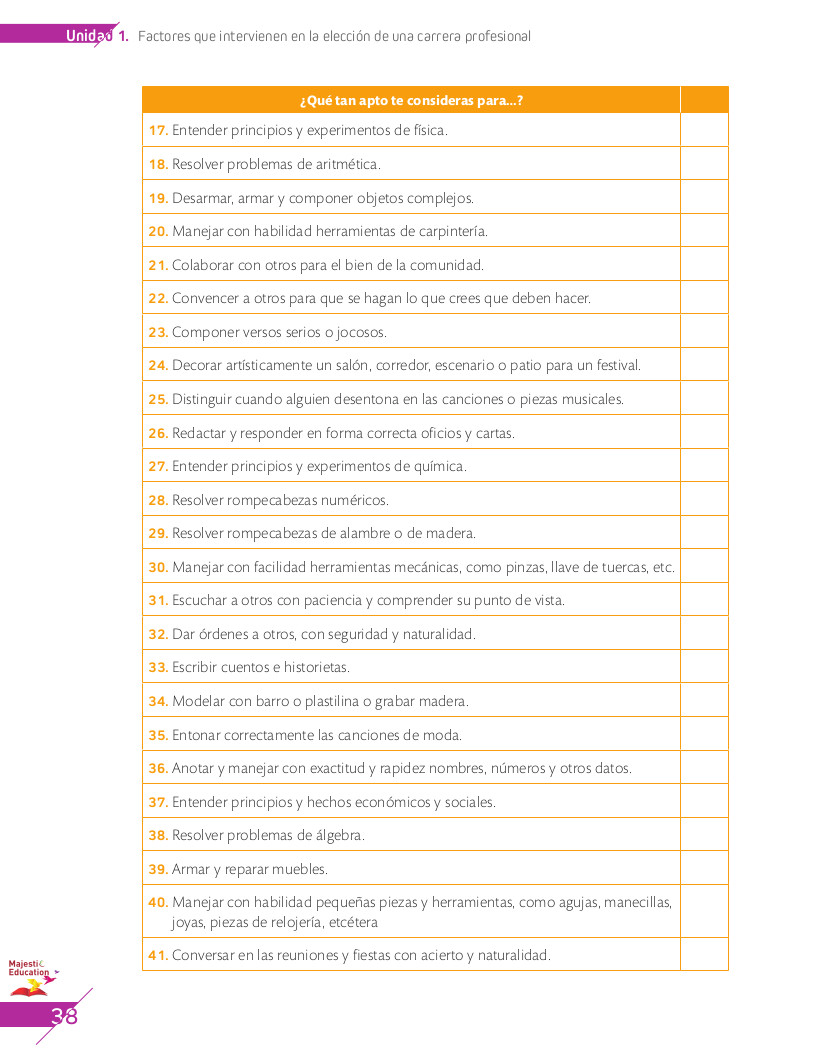 Unidad 1. Factores que intervienen en la elección de una carrera profesional
¿Qué tan apto te consideras para...?
17. Entender principios y experimentos de física.
18. Resolver problemas de aritmética.
19. Desarmar, armar y componer objetos complejos.
20. Manejar con habilidad herramientas de carpintería.
21. Colaborar con otros para el bien de la comunidad.
22. Convencer a otros para que se hagan lo que crees que deben hacer.
23. Componer versos serios o jocosos.
24. Decorar artísticamente un salón, corredor, escenario o patio para un festival.
25. Distinguir cuando alguien desentona en las canciones o piezas musicales.
26. Redactar y responder en forma correcta oficios y cartas.
27. Entender principios y experimentos de química.
28. Resolver rompecabezas numéricos.
29. Resolver rompecabezas de alambre o de madera.
30. Manejar con facilidad herramientas mecánicas, como pinzas, llave de tuercas, etc.
31. Escuchar a otros con paciencia y comprender su punto de vista.
32. Dar órdenes a otros, con seguridad y naturalidad.
33. Escribir cuentos e historietas.
34. Modelar con barro o plastilina o grabar madera.
35. Entonar correctamente las canciones de moda.
36. Anotar y manejar con exactitud y rapidez nombres, números y otros datos.
37. Entender principios y hechos económicos y sociales.
38. Resolver problemas de álgebra.
39. Armar y reparar muebles.
40. Manejar con habilidad pequeñas piezas y herramientas, como agujas, manecillas,
joyas, piezas de relojería, etcétera
41. Conversar en las reuniones y fiestas con acierto y naturalidad.
Majestic
Education
38